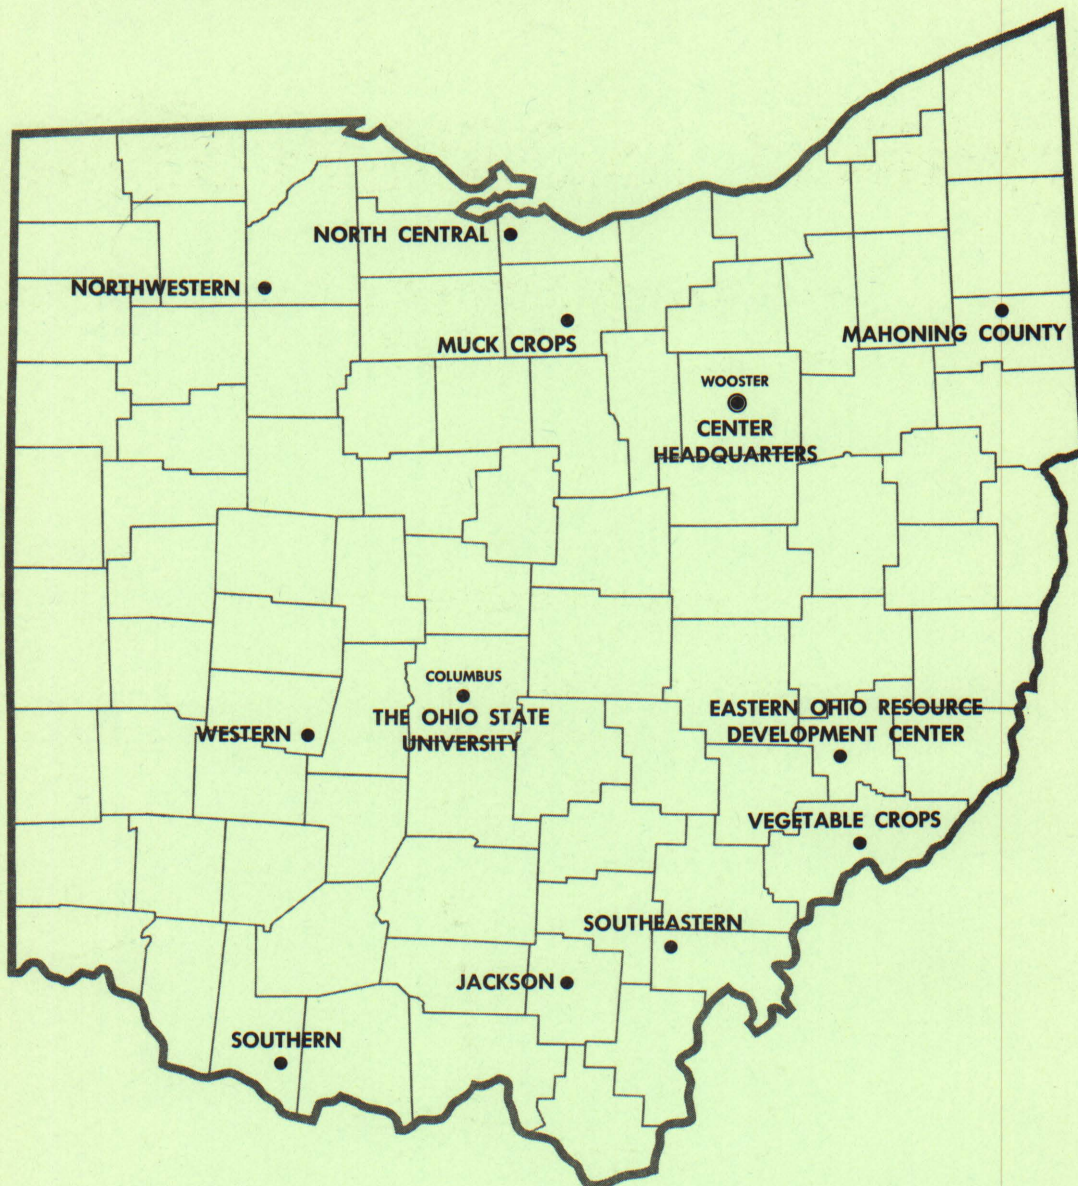 NORTH CENTRAL
NORTHWESTERN
MUCK CROPS
MAHONING COUNTY
WOOSTER
CENTER
HEADQUARTERS
COLUMBUS
THE OHIO STATE
UNIVERSITY
WESTERN
EASTERN OHIO RESOURCE
DEVELOPMENT CENTER
VEGETABLE CROPS
SOUTHEASTERN
JACKSON
SOUTHERN